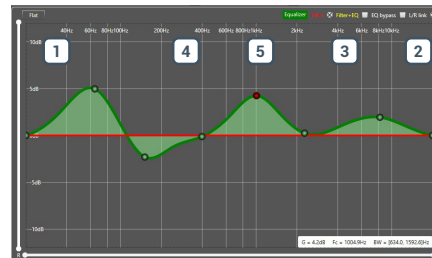 Flat Equalizer Filter+EQ EQ bypass L/R link
40Hz 60Hz 80Hz 100Hz 200Hz 400Hz 600Hz 800Hz 1kHz 2kHz 4kHz 6kHz 8kHz 10kHz
10dB
1 4 5 3 2
5dB
0dB
-5dB
-10dB
G = 4.2dB Fc = 1004.9Hz BW = [634.0, 1592.6]Hz
R